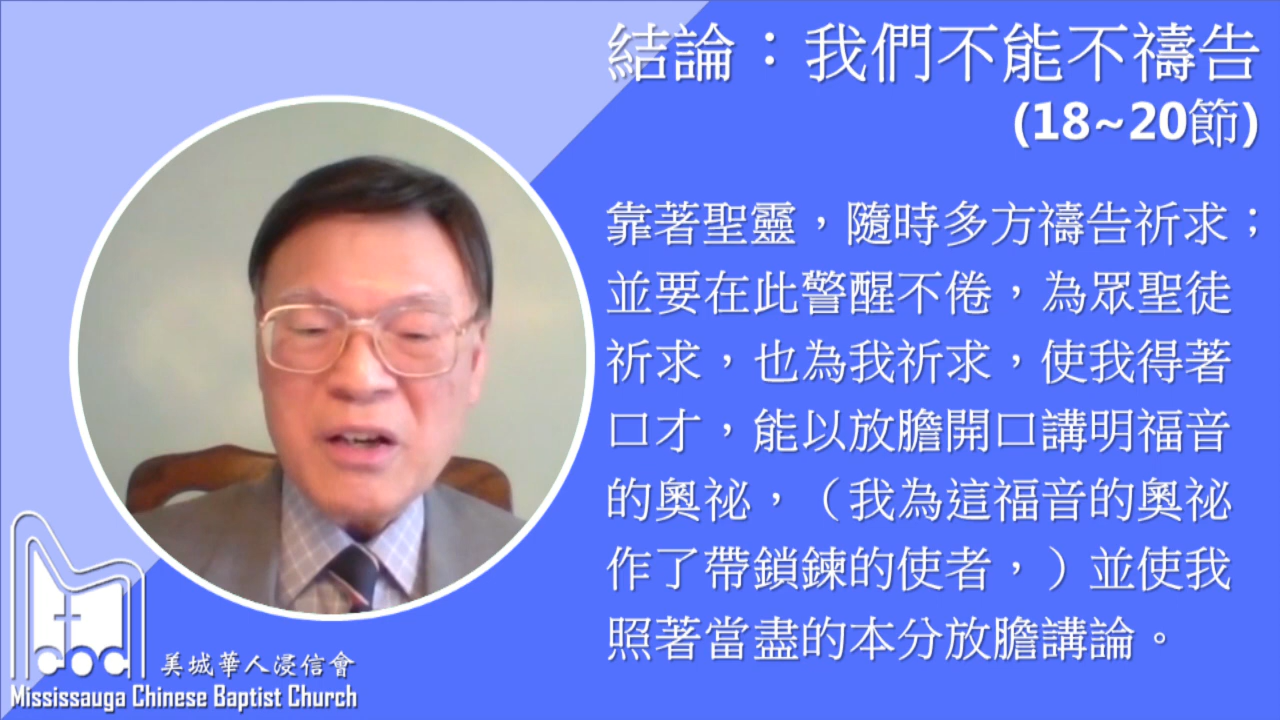 結論：我們不能不禱告
(18~20節)
靠著聖靈，隨時多方禱告祈求；
並要在此警醒不倦，為眾聖徒
祈求，也為我祈求，使我得著
口才，能以放膽開口講明福音
的奧祕，（我為這福音的奧祕
作了帶鎖鍊的使者，）並使我
照著當盡的本分放膽講論。
美城華人浸信會
Mississauga Chinese Baptist Church